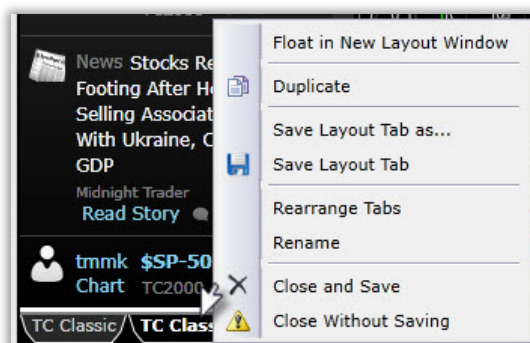 TC2000
News Stocks Re
Footing After H
Selling Associat
With Ukraine, C
GDP
Midnight Trader
Read Story
tmmk $SP-50
Chart TC2000
TC Classic TC Class
Float in New Layout Window
Duplicate
Save Layout Tab as...
Save Layout Tab
Rearrange Tabs
Rename
Close and Save
Close Without Saving